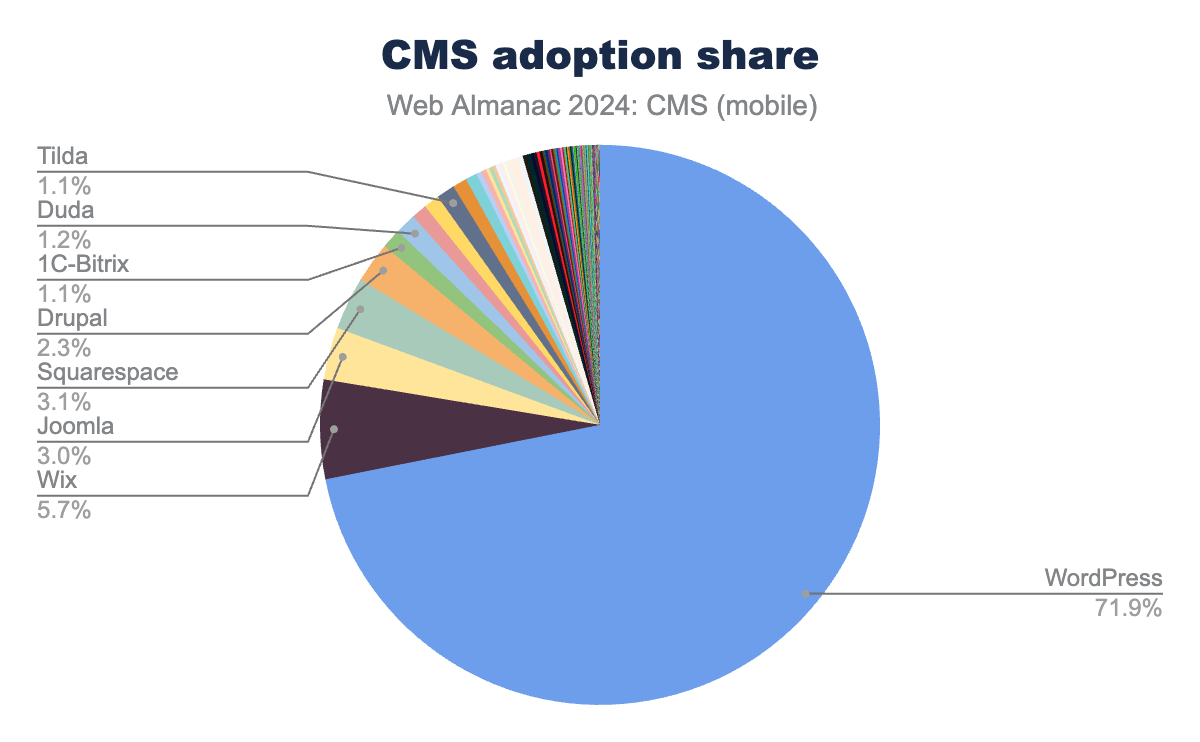 CMS adoption share
Web Almanac 2024: CMS (mobile)
Tilda
1.1%
Duda
1.2%
1C-Bitrix
1.1%
Drupal
2.3%
Squarespace
3.1%
Joomla
3.0%
Wix
5.7%
WordPress
71.9%